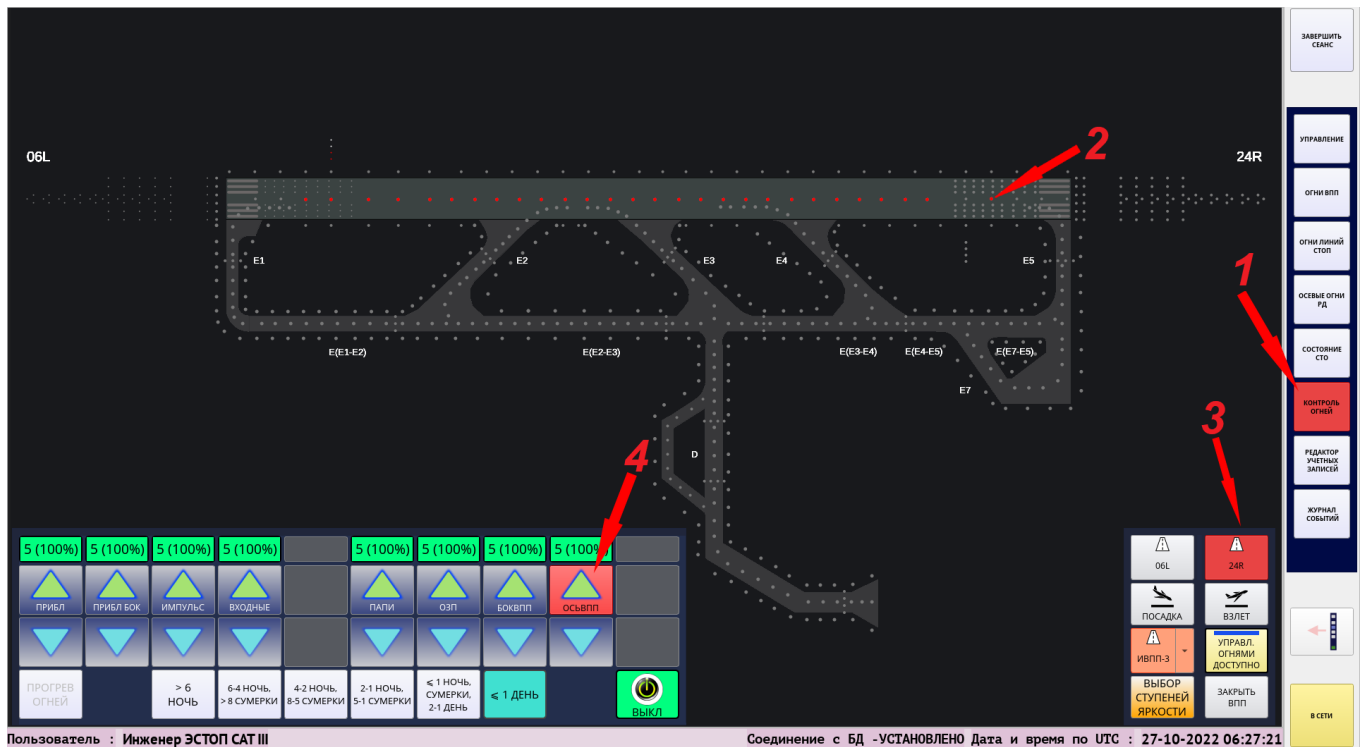 ЗАВЕРШИТЬ
СЕАНС
2
06L
24R
УПРАВЛЕНИЕ
ОГНИ ВПП
ОГНИ ЛИНИЙ
СТОП
1
E1
E2
E3
E4
E5
ОСЕВЫЕ ОГНИ
РД
E(E1-E2)
E(E2-E3)
E(E3-E4)
E(E4-E5)
E(E7-E5)
СОСТОЯНИЕ
СТО
E7
КОНТРОЛЬ
ОГНЕЙ
3
4
D
РЕДАКТОР
УЧЕТНЫХ
ЗАПИСЕЙ
ЖУРНАЛ
СОБЫТИЙ
5 (100%)
5 (100%)
5 (100%)
5 (100%)
5 (100%)
5 (100%)
5 (100%)
5 (100%)
ПРИБЛ
ПРИБЛ БОК
ИМПУЛЬС
ВХОДНЫЕ
ПАПИ
ОЗП
БОКВПП
ОСЬВПП
06L
24R
ПОСАДКА
ВЗЛЕТ
ИВПП-3
УПРАВЛ.
ОГНЯМИ
ДОСТУПНО
ПРОГРЕВ
ОГНЕЙ
> 6
НОЧЬ
6-4 НОЧЬ,
> 8 СУМЕРКИ
4-2 НОЧЬ,
8-5 СУМЕРКИ
2-1 НОЧЬ,
5-1 СУМЕРКИ
⩽ 1 НОЧЬ,
СУМЕРКИ,
2-1 ДЕНЬ
⩽ 1 ДЕНЬ
ВЫКЛ
ВЫБОР
СТУПЕНЕЙ
ЯРКОСТИ
ЗАКРЫТЬ
ВПП
В СЕТИ
Пользователь : Инженер ЭСТОП CAT III
Соединение с БД -УСТАНОВЛЕНО Дата и время по UTC : 27-10-2022 06:27:21